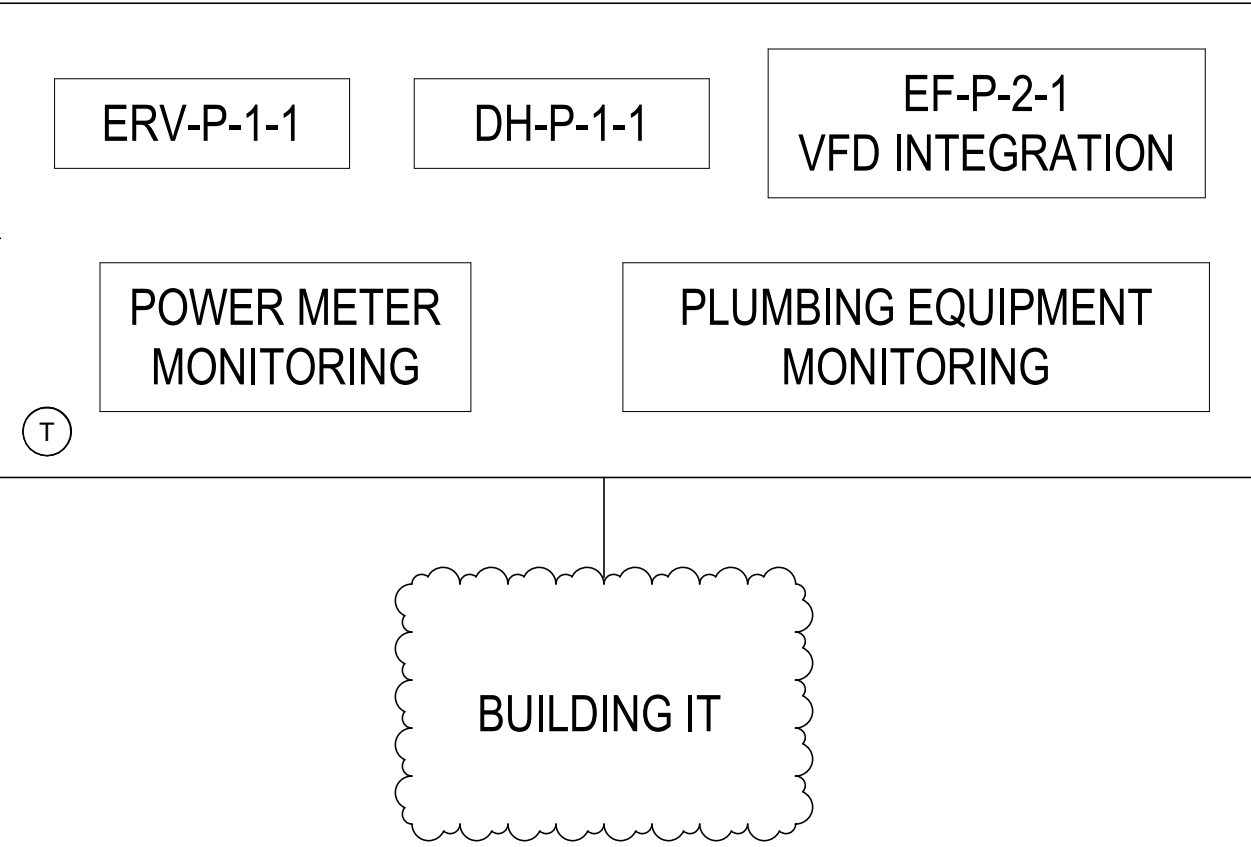 ERV-P-1-1
DH-P-1-1
EF-P-2-1
VFD INTEGRATION
POWER METER
MONITORING
PLUMBING EQUIPMENT
MONITORING
T
BUILDING IT